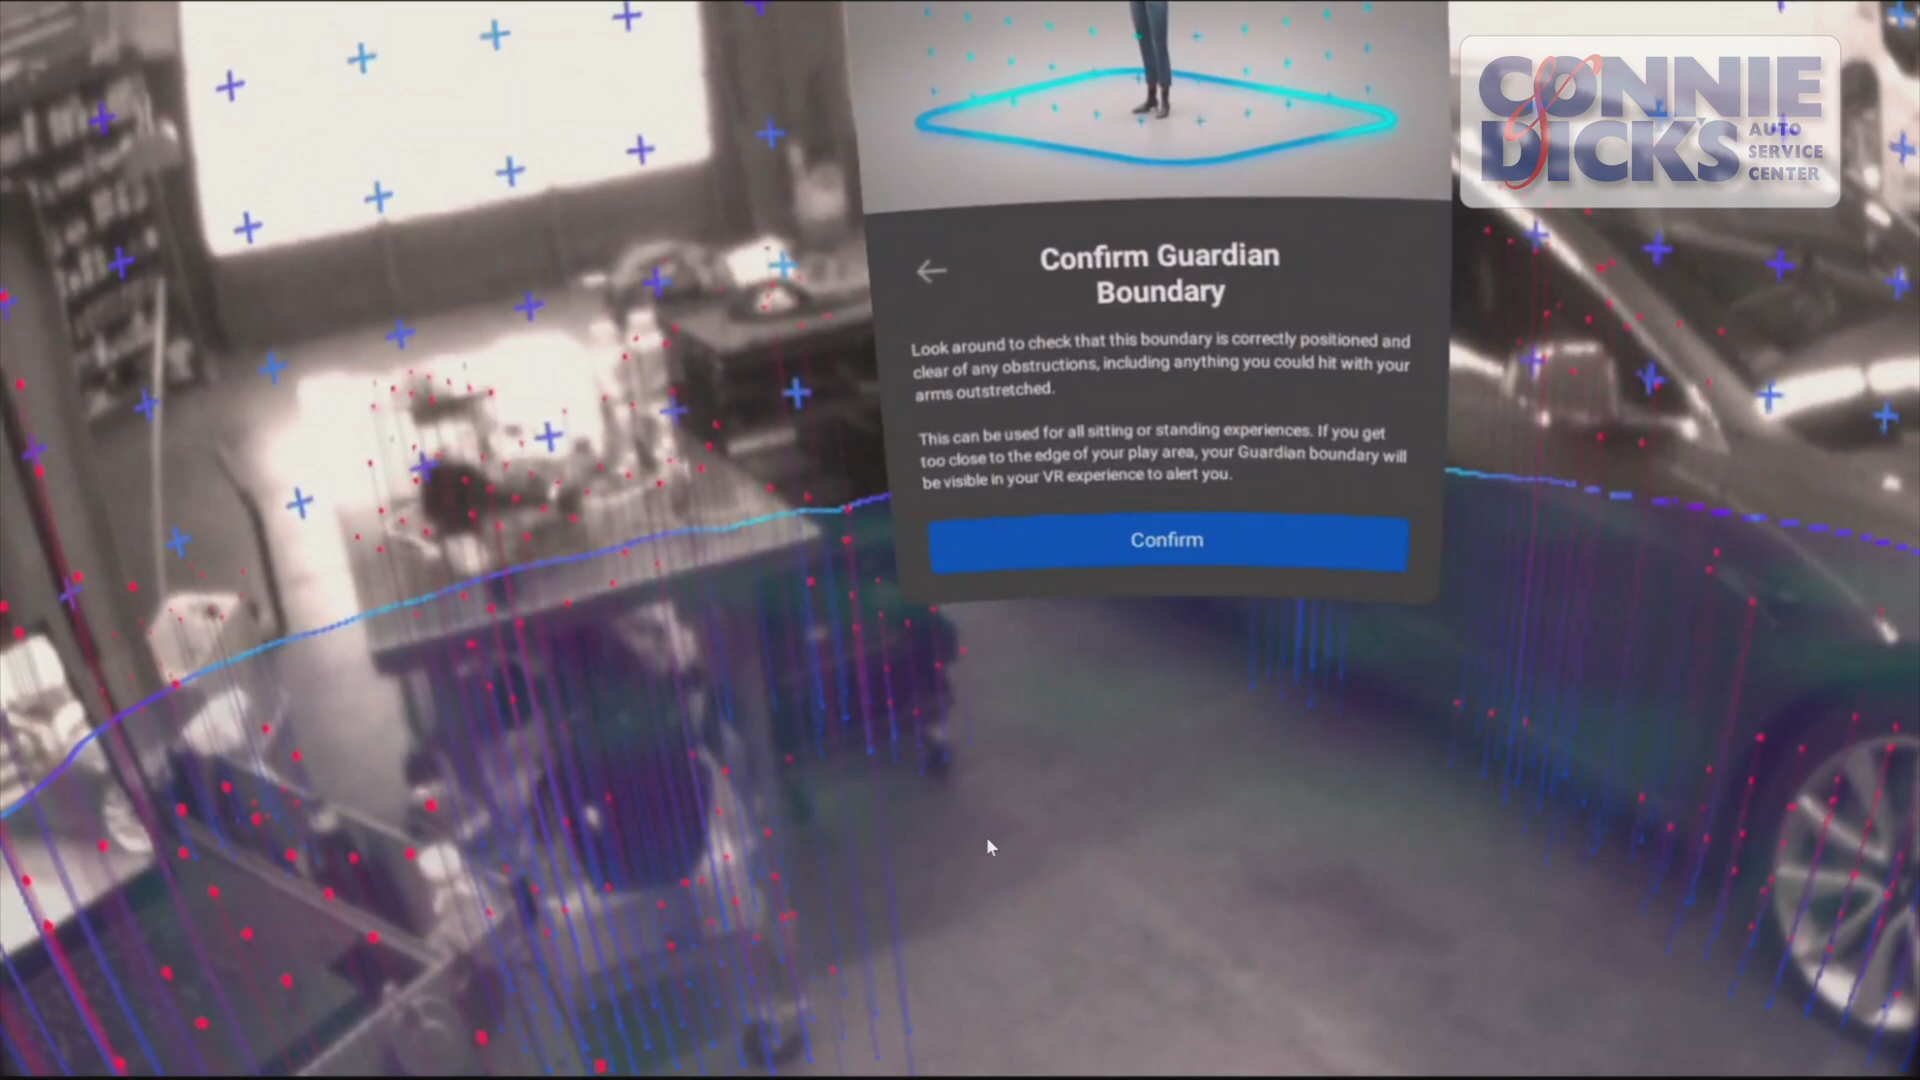 CONNIE
&
DICK'S AUTO
SERVICE
CENTER
Confirm Guardian
Boundary
Look around to check that this boundary is correctly positioned and
clear of any obstructions, including anything you could hit with your
arms outstretched.
This can be used for all sitting or standing experiences. If you get
too close to the edge of your play area, your Guardian boundary will
be visible in your VR experience to alert you.
Confirm